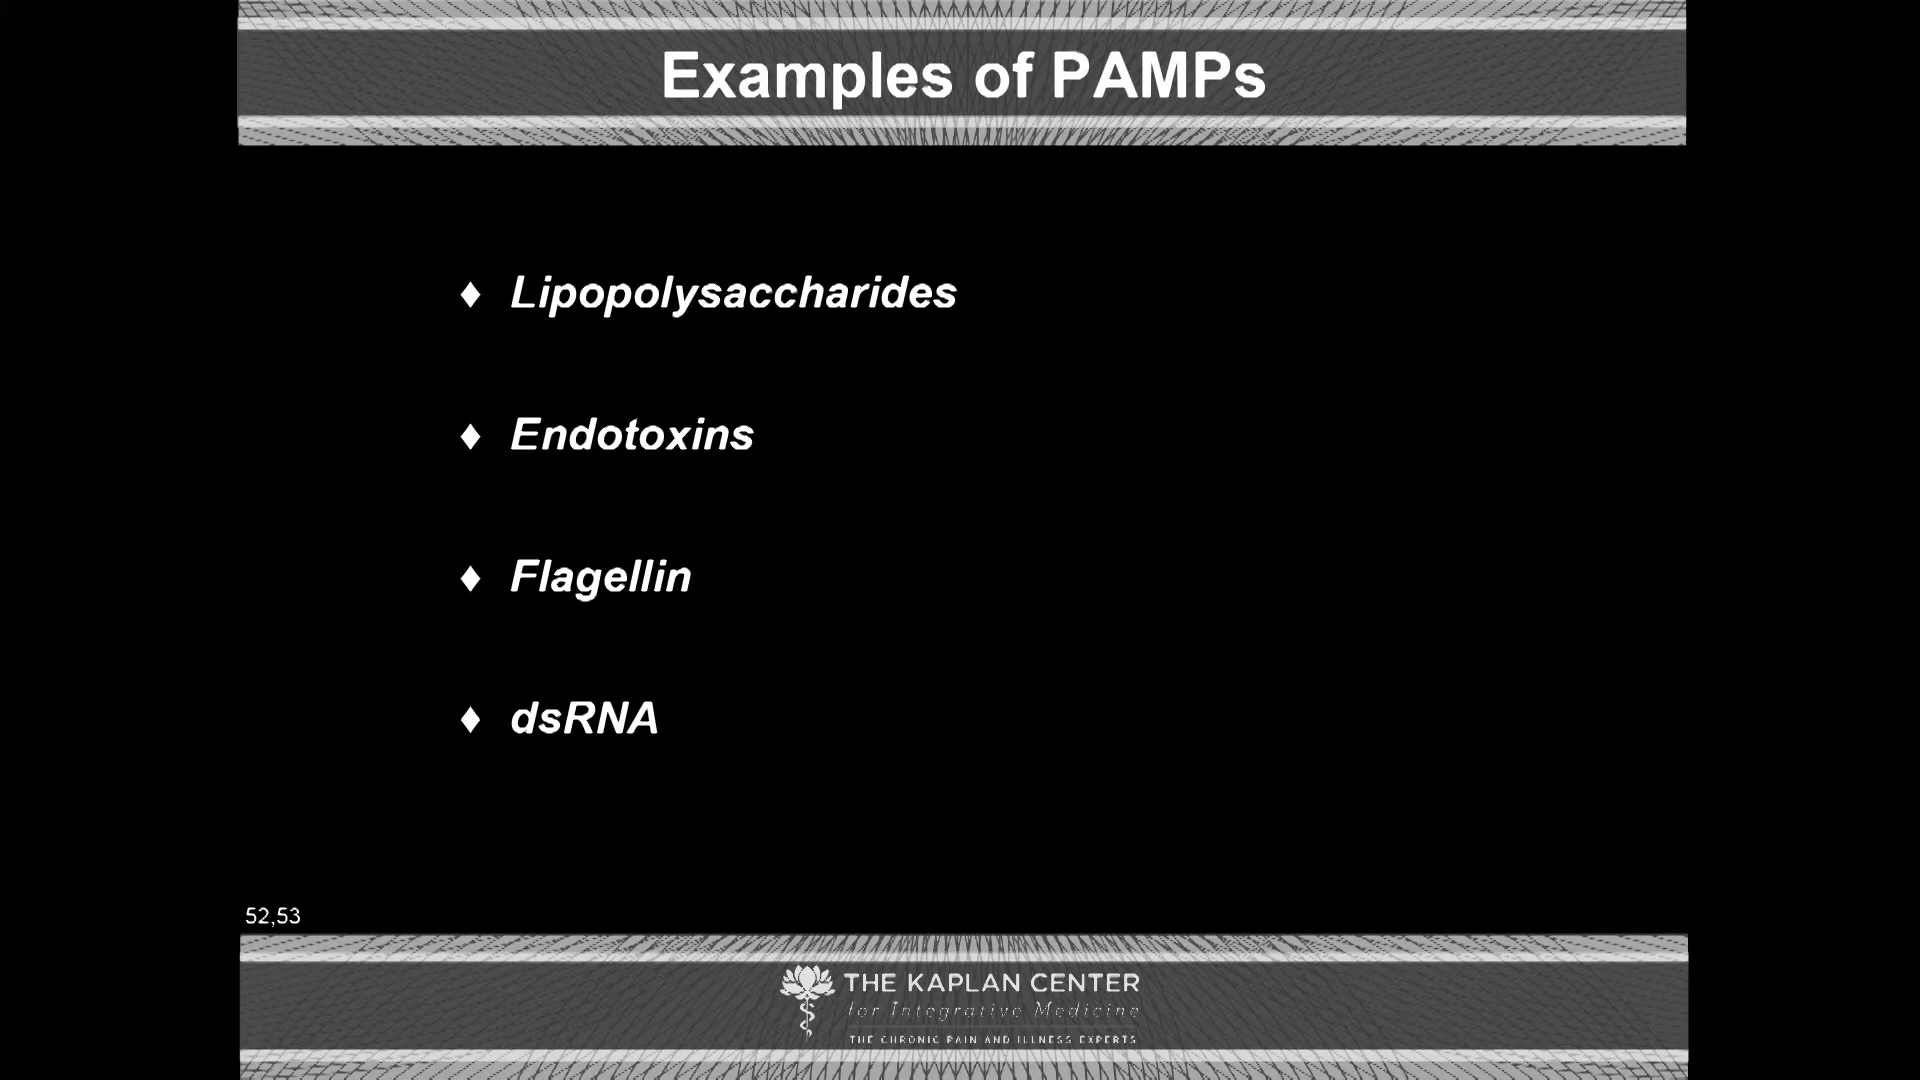 Examples of PAMPs
♦ Lipopolysaccharides
♦ Endotoxins
♦ Flagellin
♦ dsRNA
52,53
THE KAPLAN CENTER
for Integrative Medicine
THE CHRONIC PAIN AND ILLNESS EXPERTS